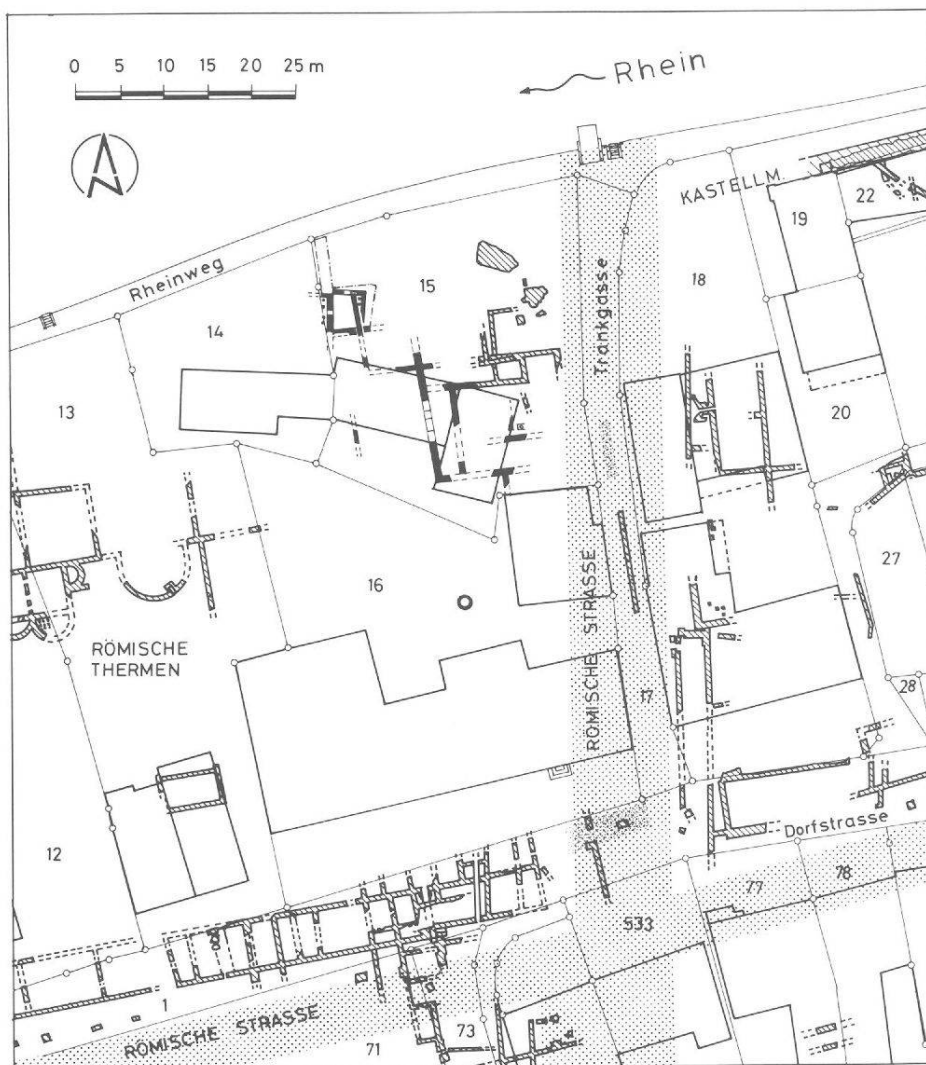 0 5 10 15 20 25 m
Rhein
KASTELLM.
22
19
Rheinweg
15
18
Trankgasse
14
13
20
RÖMISCHE STRASSE
27
16
RÖMISCHE
THERMEN
28
17
Dorfstrasse
12
77
78
533
1
RÖMISCHE STRASSE
73
71